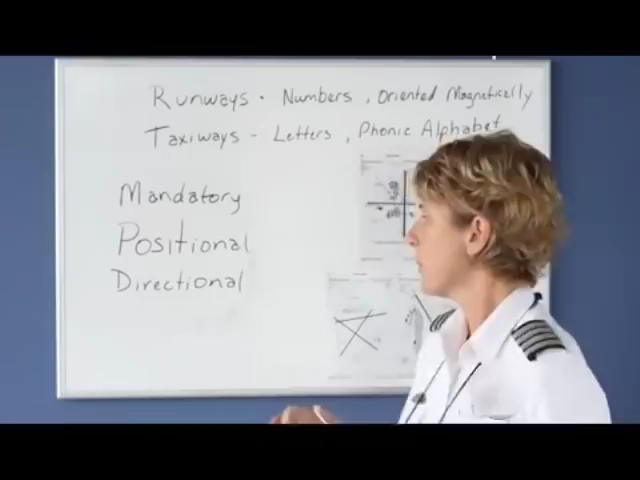 Runways - Numbers, Oriented Magnetically
Taxiways - Letters, Phonic Alphabet
Mandatory
Positional
Directional